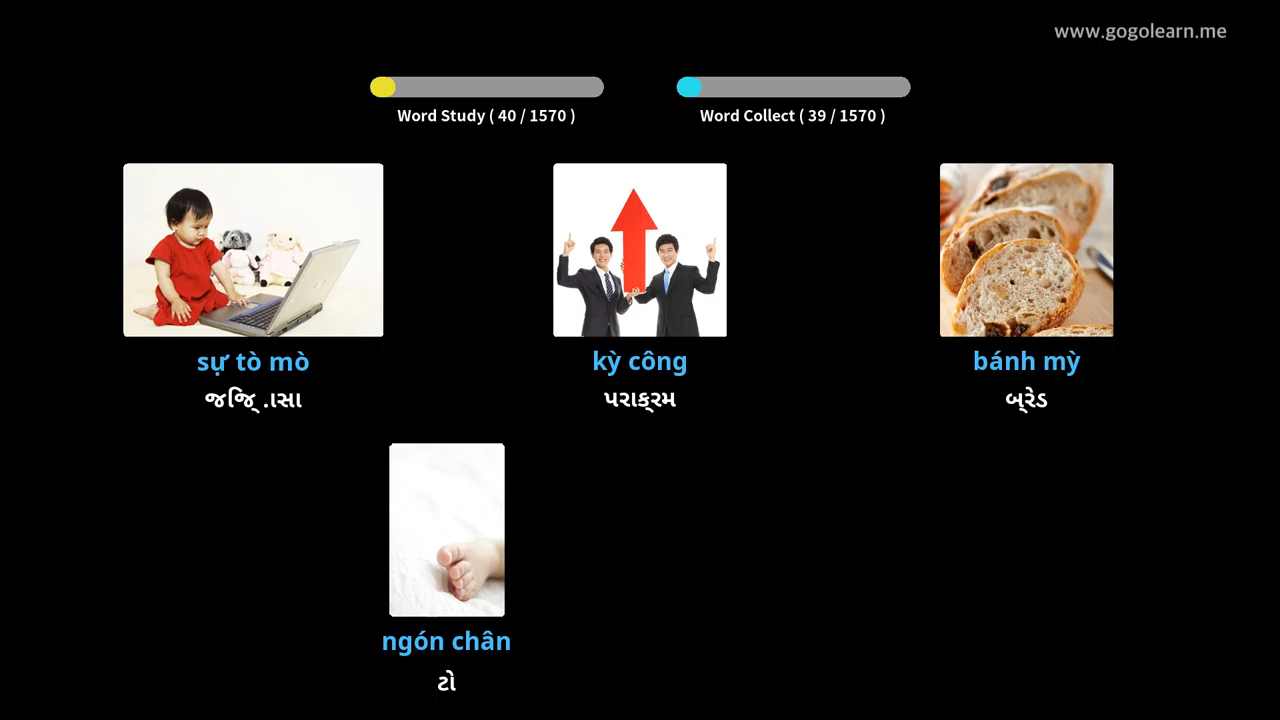 www.gogolearn.me
Word Study ( 40 / 1570 )
Word Collect ( 39 / 1570 )
sự tò mò
જિજ્ઞાસા
kỳ công
પરાક્રમ
bánh mỳ
બ્રેડ
ngón chân
ટો